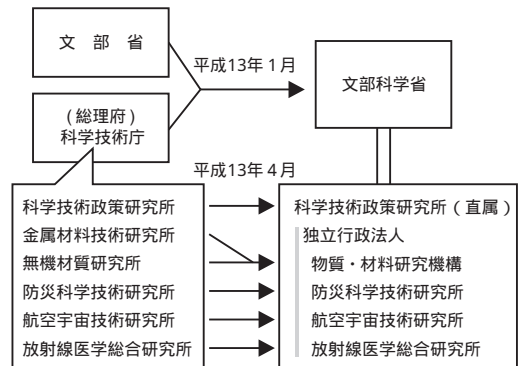 文 部 省
平成13年1月
文部科学省
(総理府)
科学技術庁
平成13年4月
科学技術政策研究所
金属材料技術研究所
無機材質研究所
防災科学技術研究所
航空宇宙技術研究所
放射線医学総合研究所
科学技術政策研究所(直属)
独立行政法人
物質・材料研究機構
防災科学技術研究所
航空宇宙技術研究所
放射線医学総合研究所